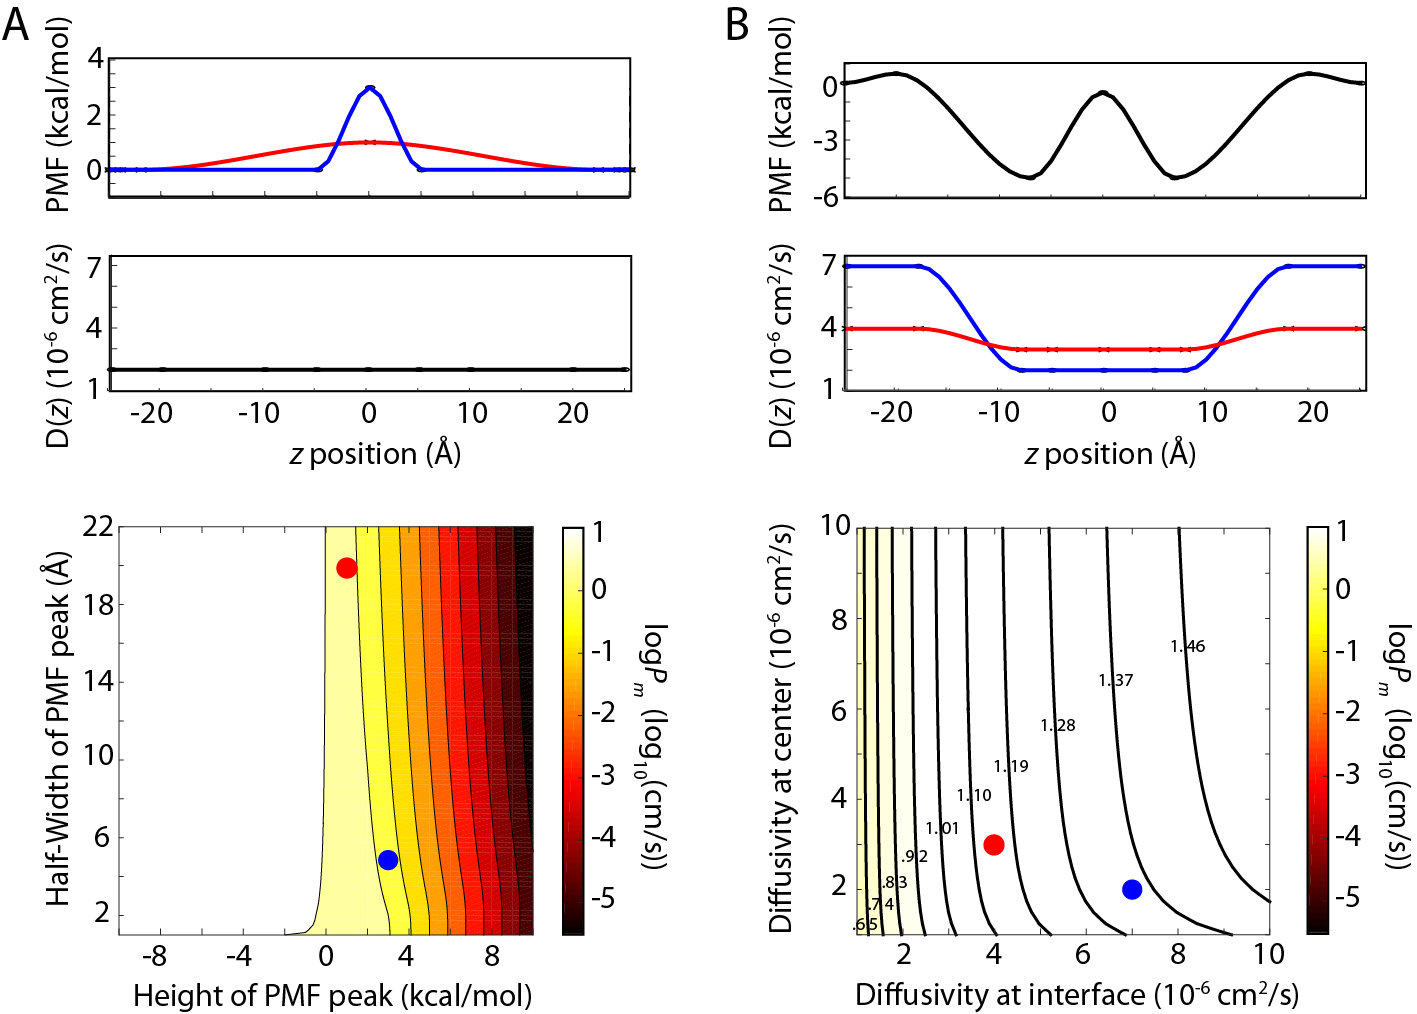 A
PMF (kcal/mol)
4
2
0
D(z) (10⁻⁶ cm²/s)
7
4
1
-20 -10 0 10 20
z position (Å)
B
PMF (kcal/mol)
0
-3
-6
D(z) (10⁻⁶ cm²/s)
7
4
1
-20 -10 0 10 20
z position (Å)
Half-Width of PMF peak (Å)
22
18
14
10
6
2
-8 -4 0 4 8
Height of PMF peak (kcal/mol)
1
0
-1
-2
-3
-4
-5
logPₘ (log₁₀(cm/s))
Diffusivity at center (10⁻⁶ cm²/s)
10
8
6
4
2
1.46
1.37
1.28
1.19
1.10
1.01
.92
.83
.74
.65
2 4 6 8 10
Diffusivity at interface (10⁻⁶ cm²/s)
1
0
-1
-2
-3
-4
-5
logPₘ (log₁₀(cm/s))